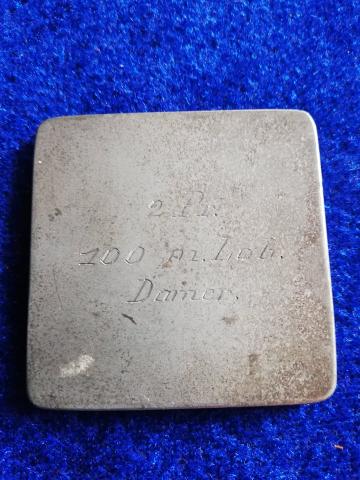 2. Pr.
100 m. Løb.
Damer.